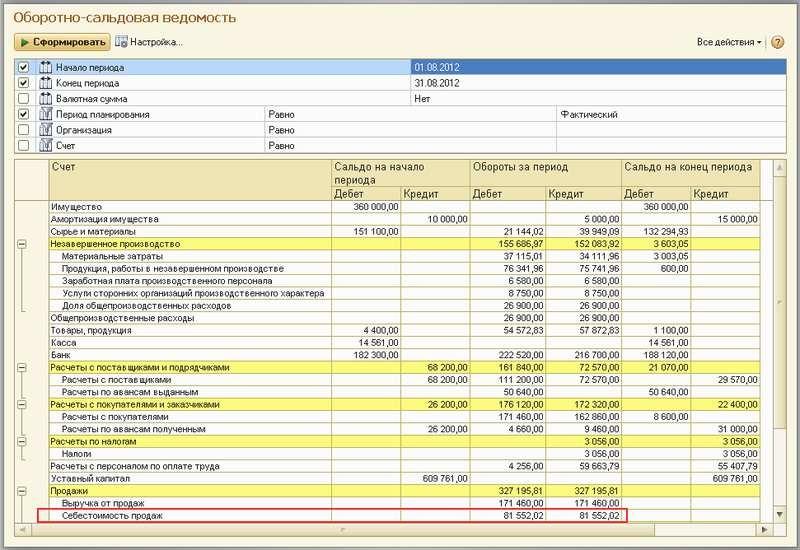 Оборотно-сальдовая ведомость
Сформировать Настройка... Все действия
Начало периода 01.08.2012
Конец периода 31.08.2012
Валютная сумма Нет
Период планирования Равно Фактический
Организация Равно
Счет Равно
Счет Сальдо на начало периода Обороты за период Сальдо на конец периода
Дебет Кредит Дебет Кредит Дебет Кредит
Имущество 360 000,00 360 000,00
Амортизация имущества 10 000,00 5 000,00 15 000,00
Сырье и материалы 151 100,00 21 144,02 39 949,09 132 294,93
Незавершенное производство 155 686,97 152 083,92 3 603,05
Материальные затраты 37 115,01 34 111,96 3 003,05
Продукция, работы в незавершенном производстве 76 341,96 75 741,96 600,00
Заработная плата производственного персонала 6 580,00 6 580,00
Услуги сторонних организаций производственного характера 8 750,00 8 750,00
Доля общепроизводственных расходов 26 900,00 26 900,00
Общепроизводственные расходы 26 900,00 26 900,00
Товары, продукция 4 400,00 54 572,83 57 872,83 1 100,00
Касса 14 561,00 14 561,00
Банк 182 300,00 222 520,00 216 700,00 188 120,00
Расчеты с поставщиками и подрядчиками 68 200,00 161 840,00 72 570,00 21 070,00
Расчеты с поставщиками 68 200,00 111 200,00 72 570,00 29 570,00
Расчеты по авансам выданным 50 640,00 50 640,00
Расчеты с покупателями и заказчиками 26 200,00 176 120,00 172 320,00 22 400,00
Расчеты с покупателями 171 460,00 162 860,00 8 600,00
Расчеты по авансам полученным 26 200,00 4 660,00 9 460,00 31 000,00
Расчеты по налогам 3 056,00 3 056,00
Налоги 3 056,00 3 056,00
Расчеты с персоналом по оплате труда 4 256,00 59 663,79 55 407,79
Уставный капитал 609 761,00 609 761,00
Продажи 327 195,81 327 195,81
Выручка от продаж 171 460,00 171 460,00
Себестоимость продаж 81 552,02 81 552,02